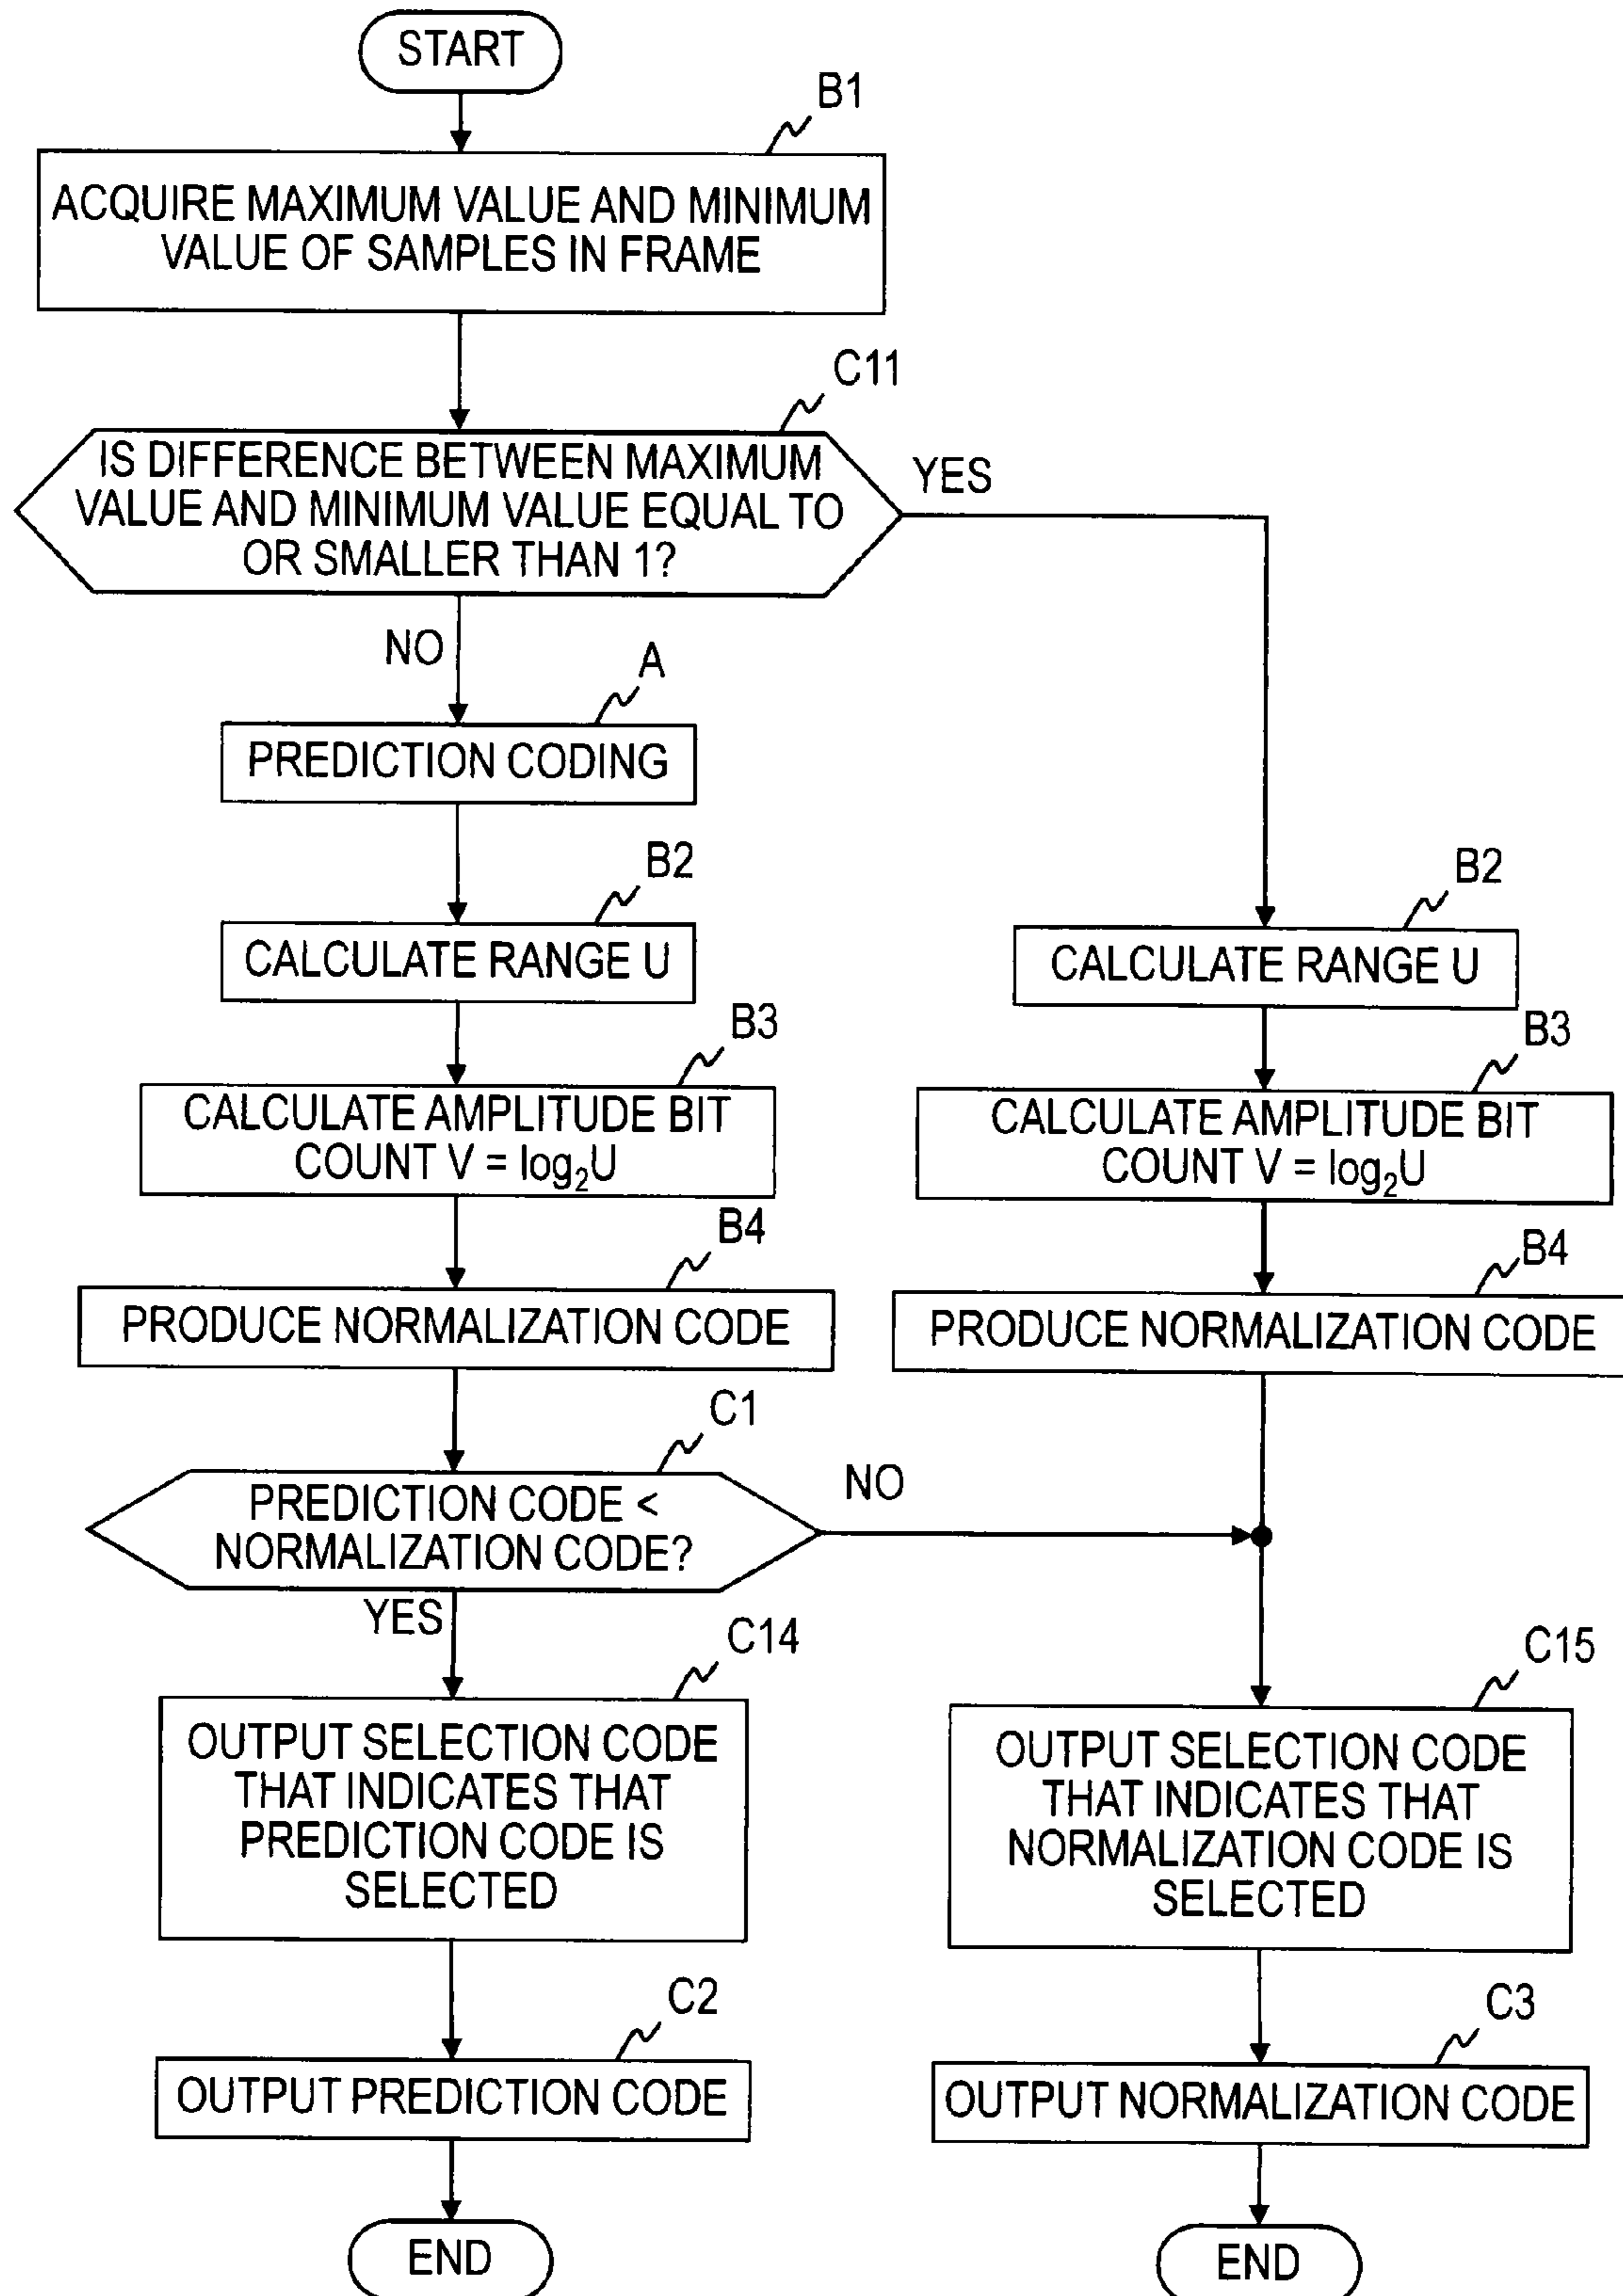 START
B1
ACQUIRE MAXIMUM VALUE AND MINIMUM
VALUE OF SAMPLES IN FRAME
C11
IS DIFFERENCE BETWEEN MAXIMUM
VALUE AND MINIMUM VALUE EQUAL TO
OR SMALLER THAN 1?
YES
NO
A
PREDICTION CODING
B2
CALCULATE RANGE U
B3
CALCULATE AMPLITUDE BIT
COUNT V = log₂U
B4
PRODUCE NORMALIZATION CODE
B2
CALCULATE RANGE U
B3
CALCULATE AMPLITUDE BIT
COUNT V = log₂U
B4
PRODUCE NORMALIZATION CODE
C1
PREDICTION CODE <
NORMALIZATION CODE?
NO
YES
C14
OUTPUT SELECTION CODE
THAT INDICATES THAT
PREDICTION CODE IS
SELECTED
C2
OUTPUT PREDICTION CODE
END
C15
OUTPUT SELECTION CODE
THAT INDICATES THAT
NORMALIZATION CODE IS
SELECTED
C3
OUTPUT NORMALIZATION CODE
END